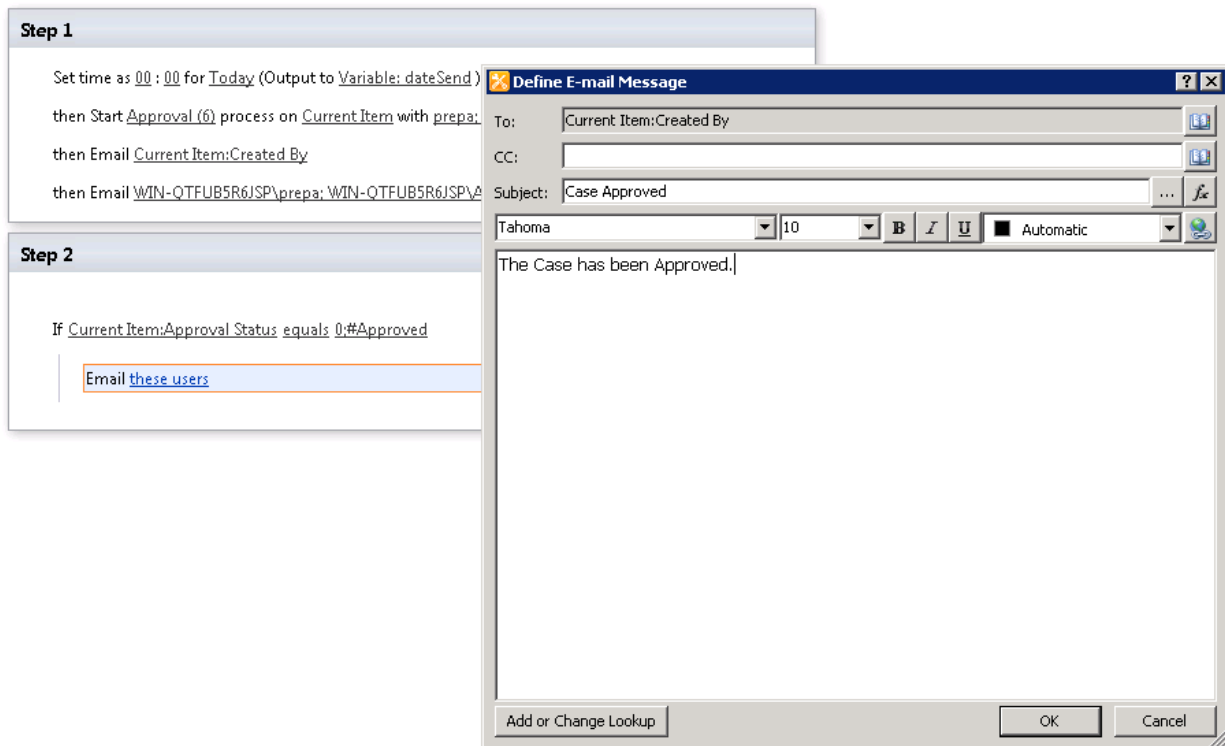 Step 1
Set time as 00 : 00 for Today (Output to Variable: dateSend )
then Start Approval (6) process on Current Item with prepa;
then Email Current Item:Created By
then Email WIN-QTFUB5R6JSP\prepa; WIN-QTFUB5R6JSP\A
Step 2
If Current Item:Approval Status equals 0;#Approved
Email these users
Define E-mail Message
To: Current Item:Created By
CC:
Subject: Case Approved ... fx
Tahoma 10 B I U Automatic
The Case has been Approved.
Add or Change Lookup OK Cancel